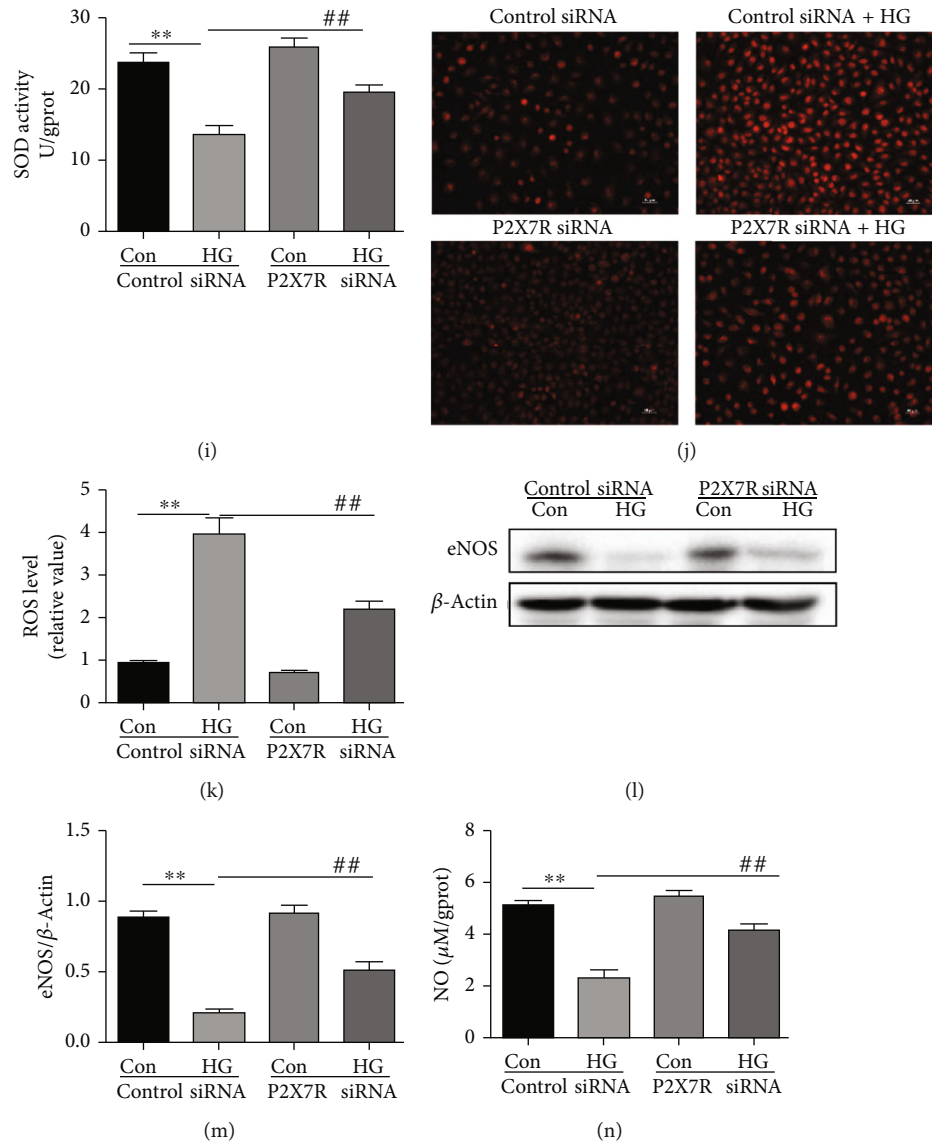 30
20
10
0
SOD activity
U/gprot
**
##
Con
HG
Con
HG
Control siRNA
P2X7R siRNA
(i)
Control siRNA
Control siRNA + HG
P2X7R siRNA
P2X7R siRNA + HG
(j)
5
4
3
2
1
0
ROS level
(relative value)
**
##
Con
HG
Con
HG
Control siRNA
P2X7R siRNA
(k)
Control siRNA
P2X7R siRNA
Con
HG
Con
HG
eNOS
β-Actin
(l)
1.5
1.0
0.5
0.0
eNOS/β-Actin
**
##
Con
HG
Con
HG
Control siRNA
P2X7R siRNA
(m)
8
6
4
2
0
NO (μM/gprot)
**
##
Con
HG
Con
HG
Control siRNA
P2X7R siRNA
(n)